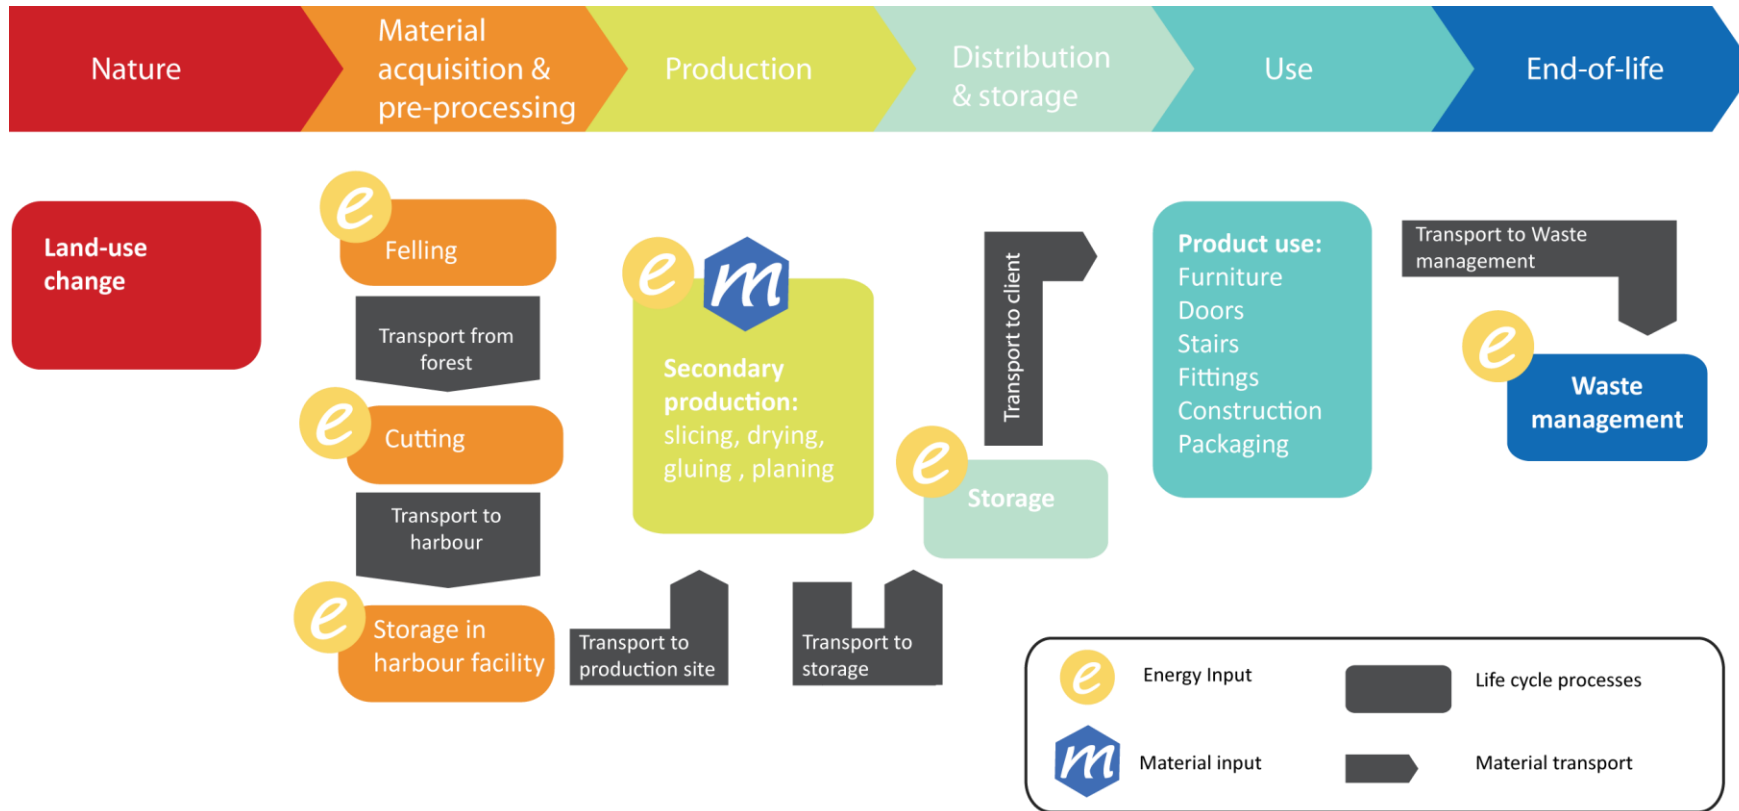 Nature
Material
acquisition &
pre-processing
Production
Distribution
& storage
Use
End-of-life
Land-use
change
e
Felling
Transport from
forest
e
Cutting
Transport to
harbour
e
Storage in
harbour facility
Transport to
production site
e
m
Secondary
production:
slicing, drying,
gluing , planing
Transport to
storage
e
Storage
Transport to client
Product use:
Furniture
Doors
Stairs
Fittings
Construction
Packaging
Transport to Waste
management
e
Waste
management
e
Energy Input
Life cycle processes
m
Material input
Material transport